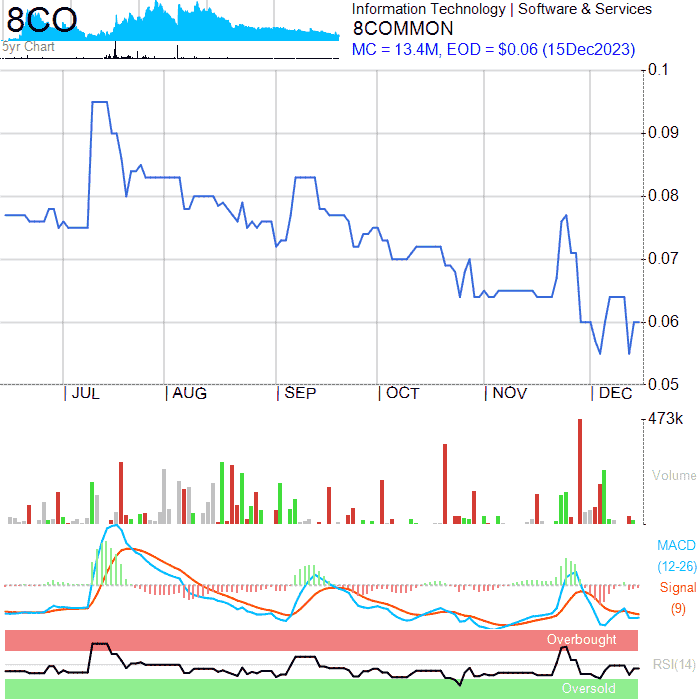 8CO
5yr Chart
Information Technology | Software & Services
8COMMON
MC = 13.4M, EOD = $0.06 (15Dec2023)
0.1
0.09
0.08
0.07
0.06
0.05
| JUL | AUG | SEP | OCT | NOV | DEC
473k
Volume
MACD
(12-26)
Signal
(9)
Overbought
RSI(14)
Oversold